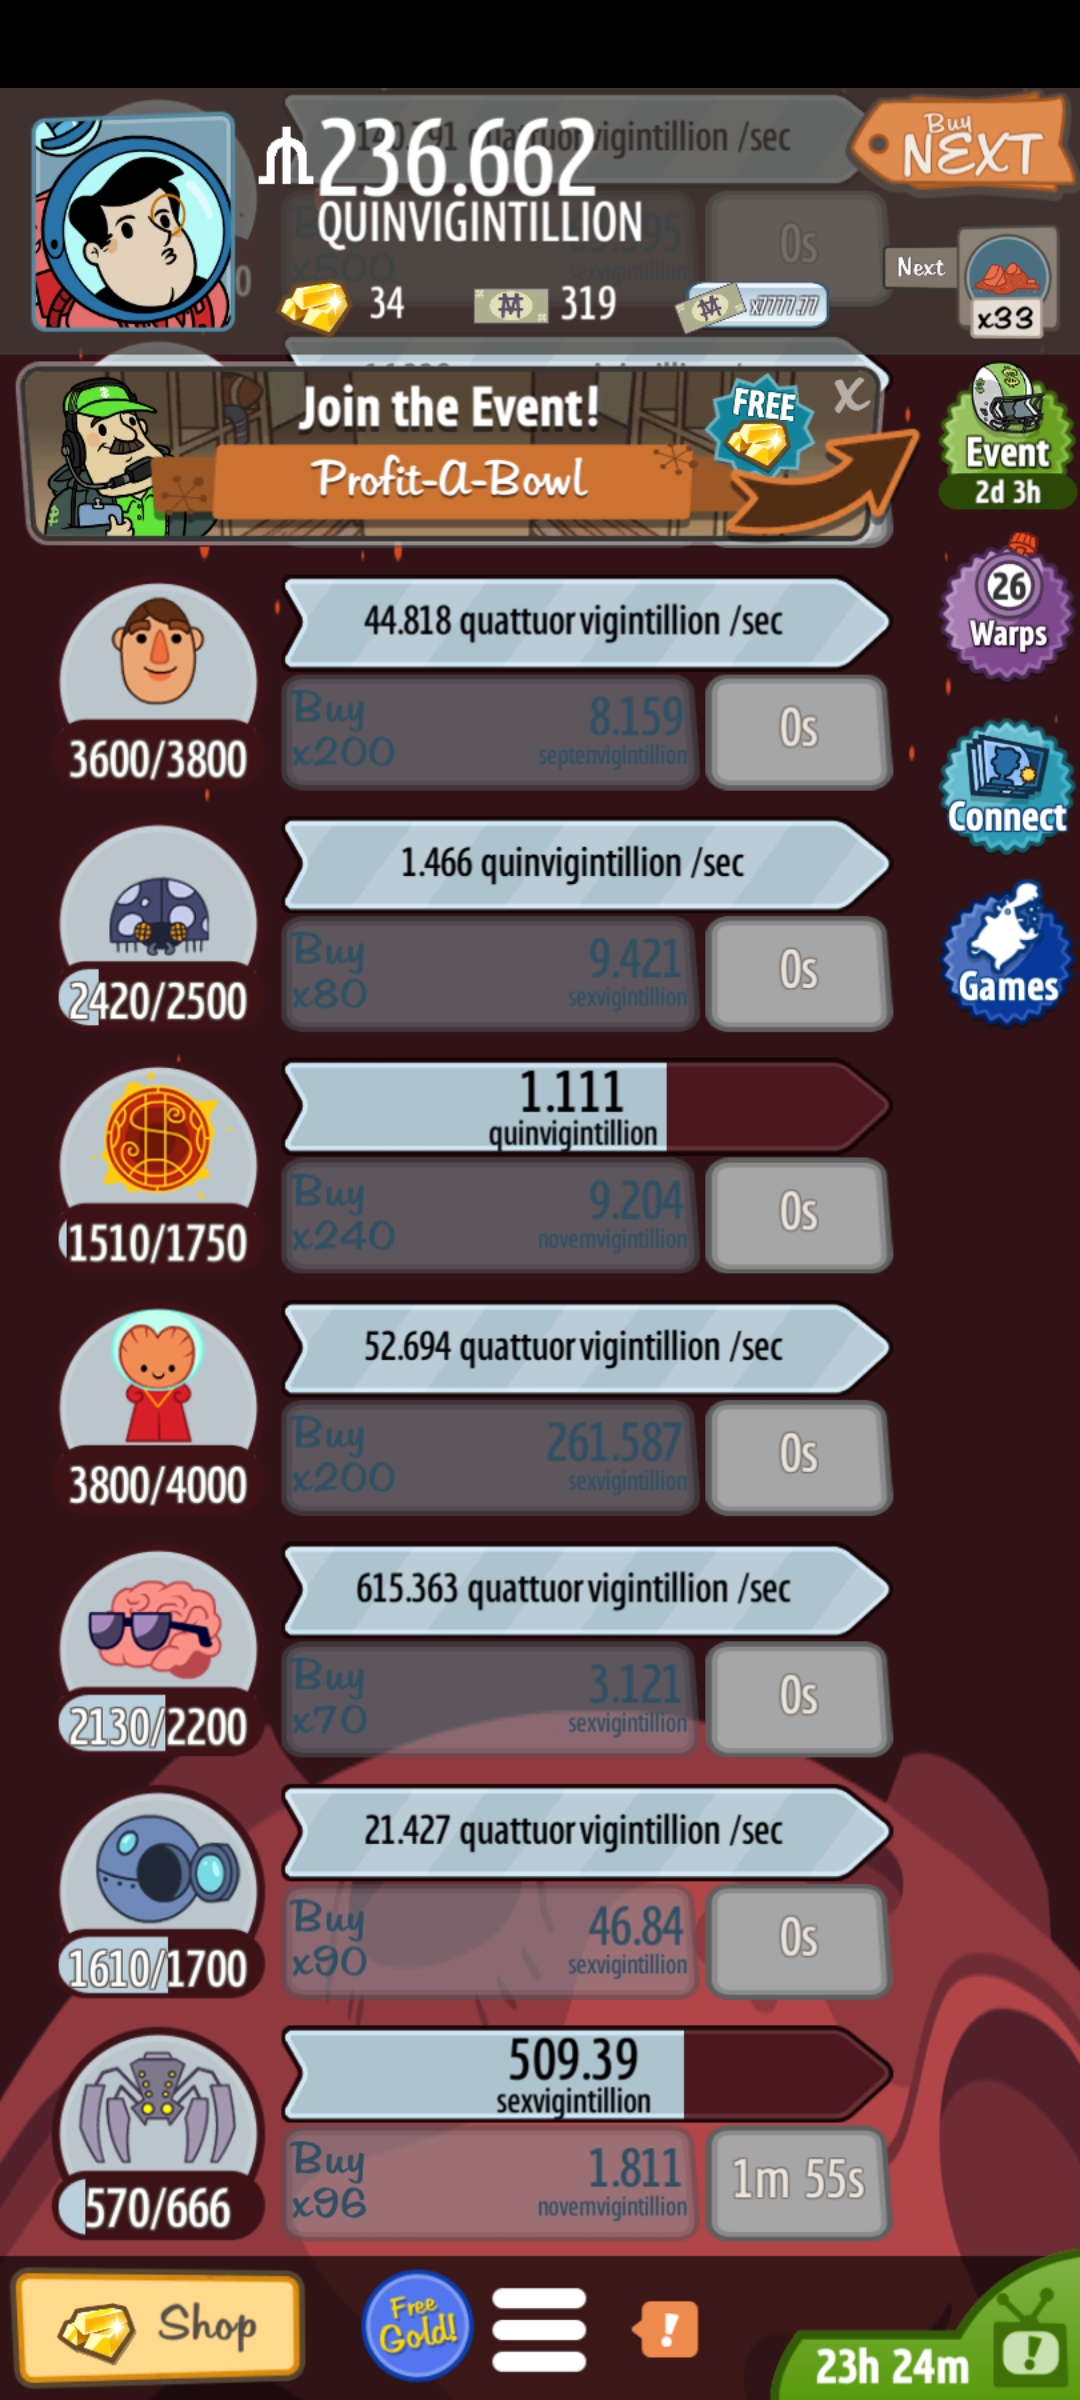 quattuorvigintillion /sec
236.662
QUINVIGINTILLION
Buy
NEXT
x500
sexvigintillion
0s
34
319
x7777.77
Next
x33
Join the Event!
Profit-A-Bowl
FREE
X
Event
2d 3h
44.818 quattuorvigintillion /sec
Buy
x200
8.159
septenvigintillion
0s
3600/3800
26
Warps
1.466 quinvigintillion /sec
Buy
x80
9.421
sexvigintillion
0s
2420/2500
Connect
Games
1.111
quinvigintillion
Buy
x240
9.204
novemvigintillion
0s
1510/1750
52.694 quattuorvigintillion /sec
Buy
x200
261.587
sexvigintillion
0s
3800/4000
615.363 quattuorvigintillion /sec
Buy
x70
3.121
sexvigintillion
0s
2130/2200
21.427 quattuorvigintillion /sec
Buy
x90
46.84
sexvigintillion
0s
1610/1700
509.39
sexvigintillion
Buy
x96
1.811
novemvigintillion
1m 55s
570/666
Shop
Free
Gold!
!
23h 24m
!